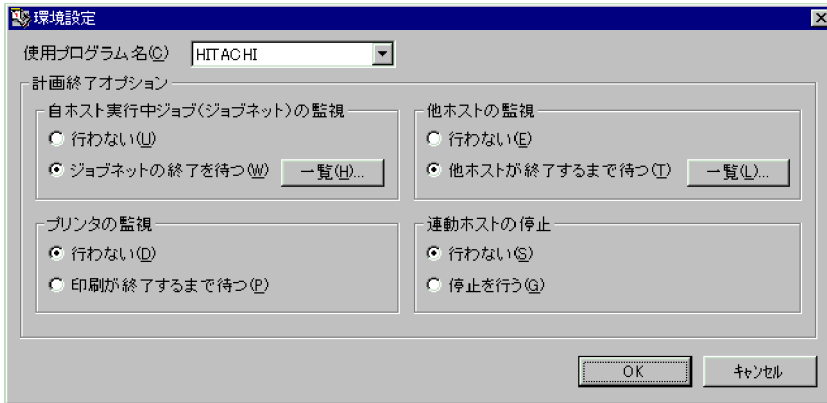 環境設定
使用プログラム名(C) HITACHI
計画終了オプション
自ホスト実行中ジョブ(ジョブネット)の監視
行わない(U)
ジョブネットの終了を待つ(W) 一覧(H)...
他ホストの監視
行わない(E)
他ホストが終了するまで待つ(T) 一覧(L)...
プリンタの監視
行わない(D)
印刷が終了するまで待つ(P)
連動ホストの停止
行わない(S)
停止を行う(G)
OK キャンセル